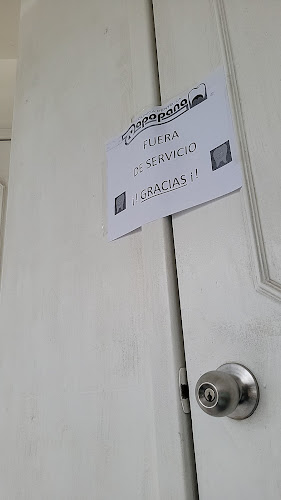 Papapana
FUERA
DE SERVICIO
¡¡GRACIAS¡¡